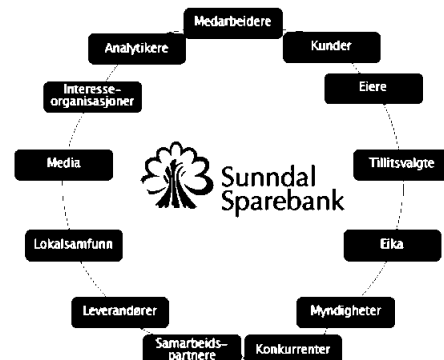 Medarbeidere
Kunder
Eiere
Tillitsvalgte
Eika
Myndigheter
Konkurrenter
Samarbeids-
partnere
Leverandører
Lokalsamfunn
Media
Interesse-
organisasjoner
Analytikere
Sunndal
Sparebank